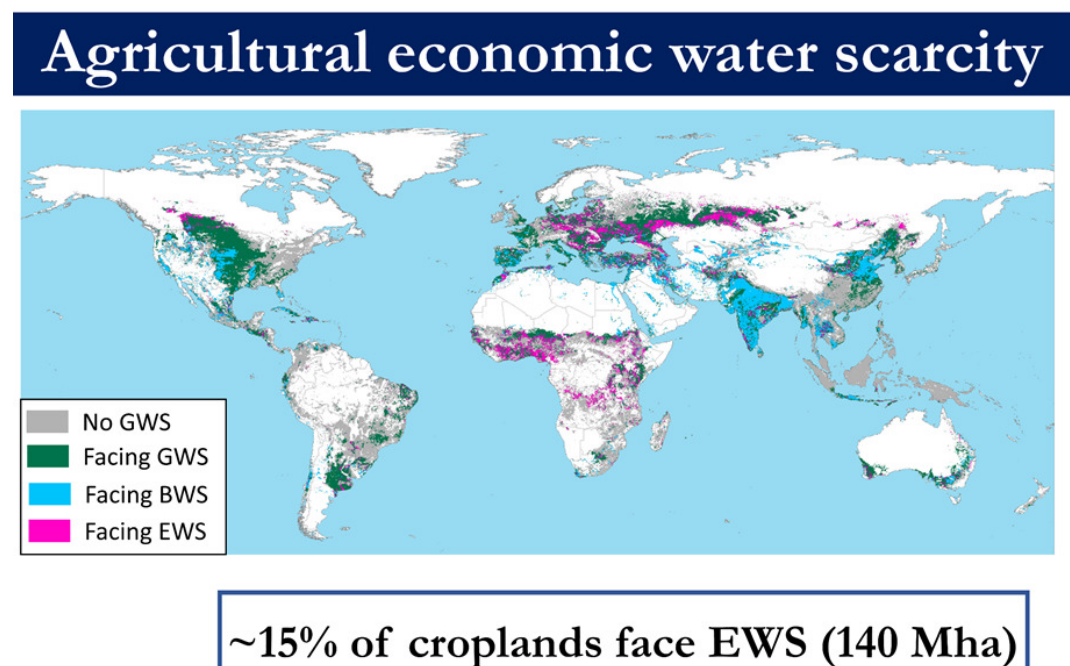 Agricultural economic water scarcity
No GWS
Facing GWS
Facing BWS
Facing EWS
~15% of croplands face EWS (140 Mha)